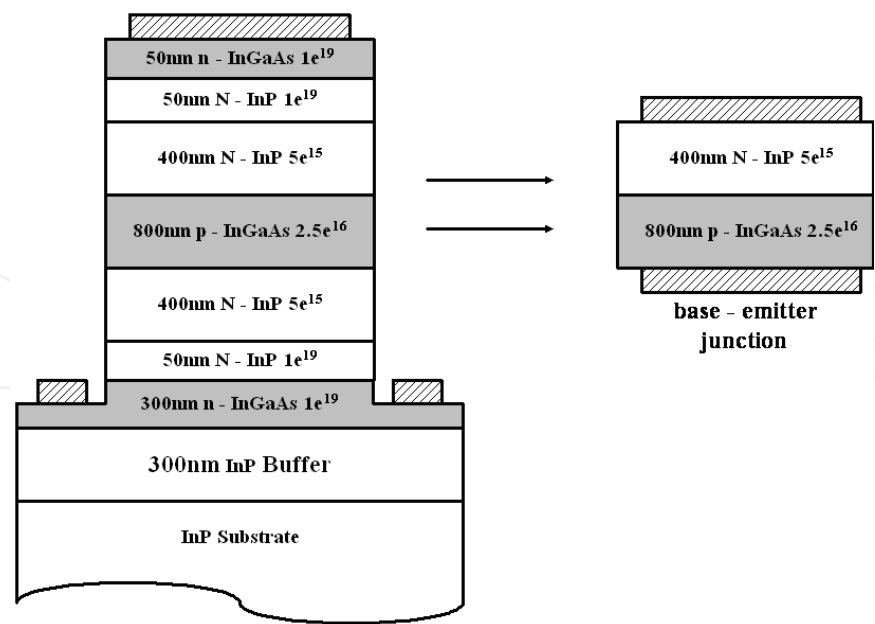 50nm n - InGaAs 1e¹⁹
50nm N - InP 1e¹⁹
400nm N - InP 5e¹⁵
800nm p - InGaAs 2.5e¹⁶
400nm N - InP 5e¹⁵
50nm N - InP 1e¹⁹
300nm n - InGaAs 1e¹⁹
300nm InP Buffer
InP Substrate
400nm N - InP 5e¹⁵
800nm p - InGaAs 2.5e¹⁶
base - emitter
junction